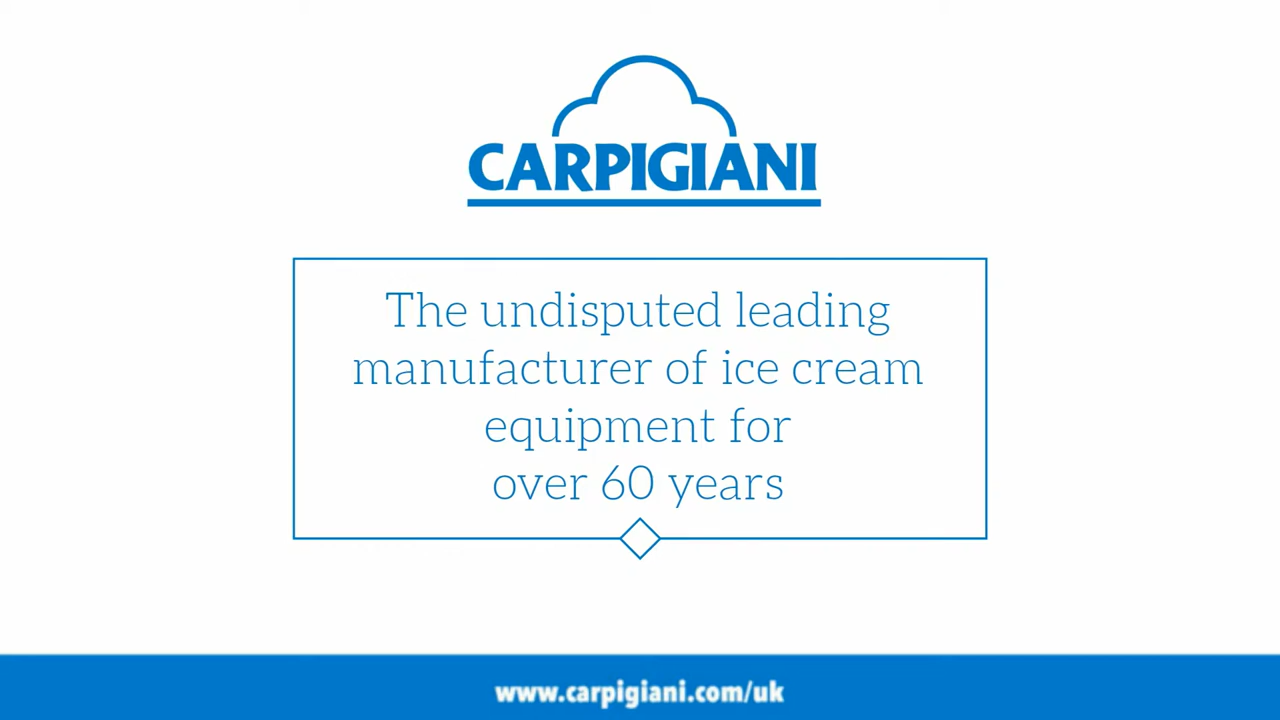 CARPIGIANI
The undisputed leading
manufacturer of ice cream
equipment for
over 60 years
www.carpigiani.com/uk